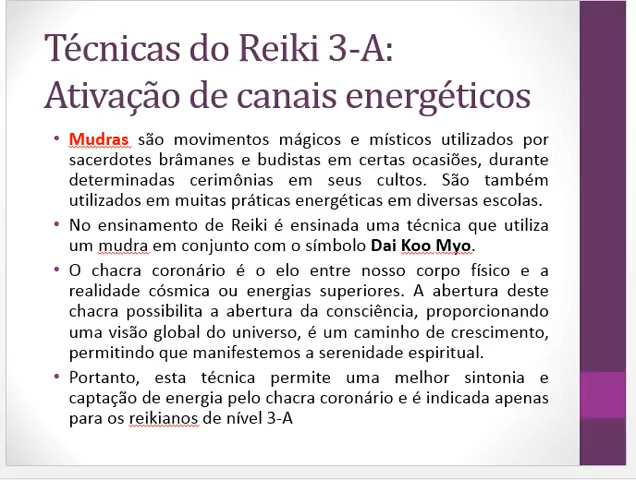 Técnicas do Reiki 3-A:
Ativação de canais energéticos
• Mudras são movimentos mágicos e místicos utilizados por
sacerdotes brâmanes e budistas em certas ocasiões, durante
determinadas cerimônias em seus cultos. São também
utilizados em muitas práticas energéticas em diversas escolas.
• No ensinamento de Reiki é ensinada uma técnica que utiliza
um mudra em conjunto com o símbolo Dai Koo Myo.
• O chacra coronário é o elo entre nosso corpo físico e a
realidade cósmica ou energias superiores. A abertura deste
chacra possibilita a abertura da consciência, proporcionando
uma visão global do universo, é um caminho de crescimento,
permitindo que manifestemos a serenidade espiritual.
• Portanto, esta técnica permite uma melhor sintonia e
captação de energia pelo chacra coronário e é indicada apenas
para os reikianos de nível 3-A